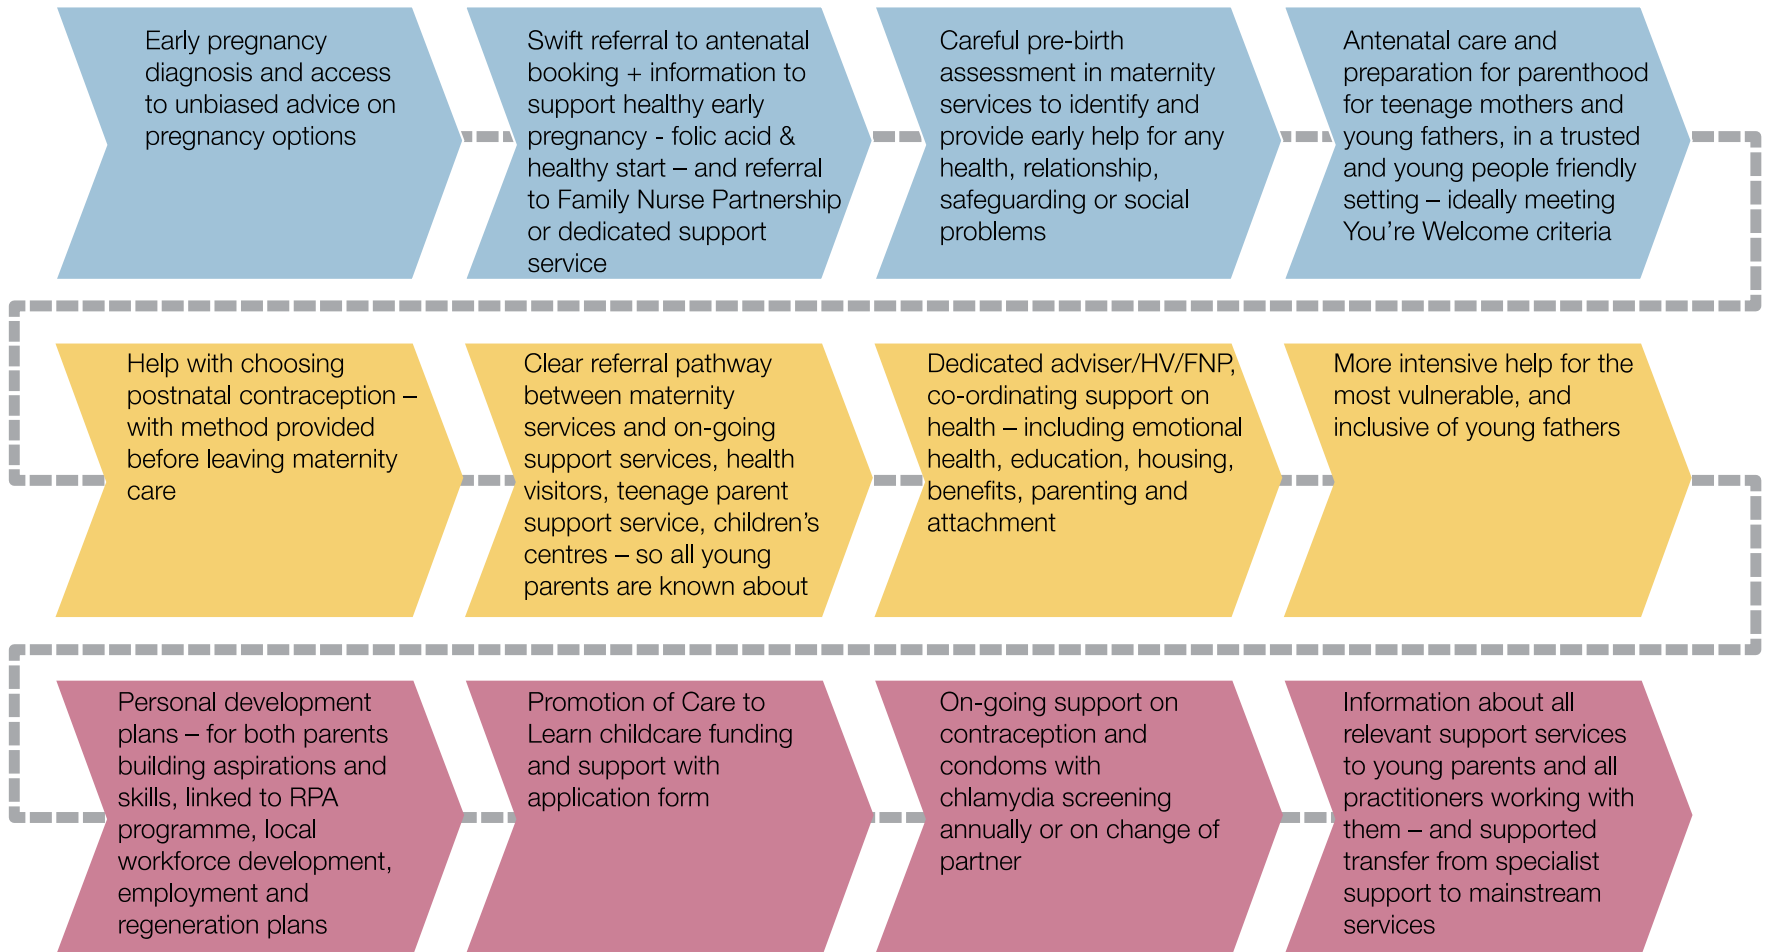 Early pregnancy
diagnosis and access
to unbiased advice on
pregnancy options
Swift referral to antenatal
booking + information to
support healthy early
pregnancy - folic acid &
healthy start – and referral
to Family Nurse Partnership
or dedicated support
service
Careful pre-birth
assessment in maternity
services to identify and
provide early help for any
health, relationship,
safeguarding or social
problems
Antenatal care and
preparation for parenthood
for teenage mothers and
young fathers, in a trusted
and young people friendly
setting – ideally meeting
You’re Welcome criteria
Help with choosing
postnatal contraception –
with method provided
before leaving maternity
care
Clear referral pathway
between maternity
services and on-going
support services, health
visitors, teenage parent
support service, children’s
centres – so all young
parents are known about
Dedicated adviser/HV/FNP,
co-ordinating support on
health – including emotional
health, education, housing,
benefits, parenting and
attachment
More intensive help for the
most vulnerable, and
inclusive of young fathers
Personal development
plans – for both parents
building aspirations and
skills, linked to RPA
programme, local
workforce development,
employment and
regeneration plans
Promotion of Care to
Learn childcare funding
and support with
application form
On-going support on
contraception and
condoms with
chlamydia screening
annually or on change of
partner
Information about all
relevant support services
to young parents and all
practitioners working with
them – and supported
transfer from specialist
support to mainstream
services